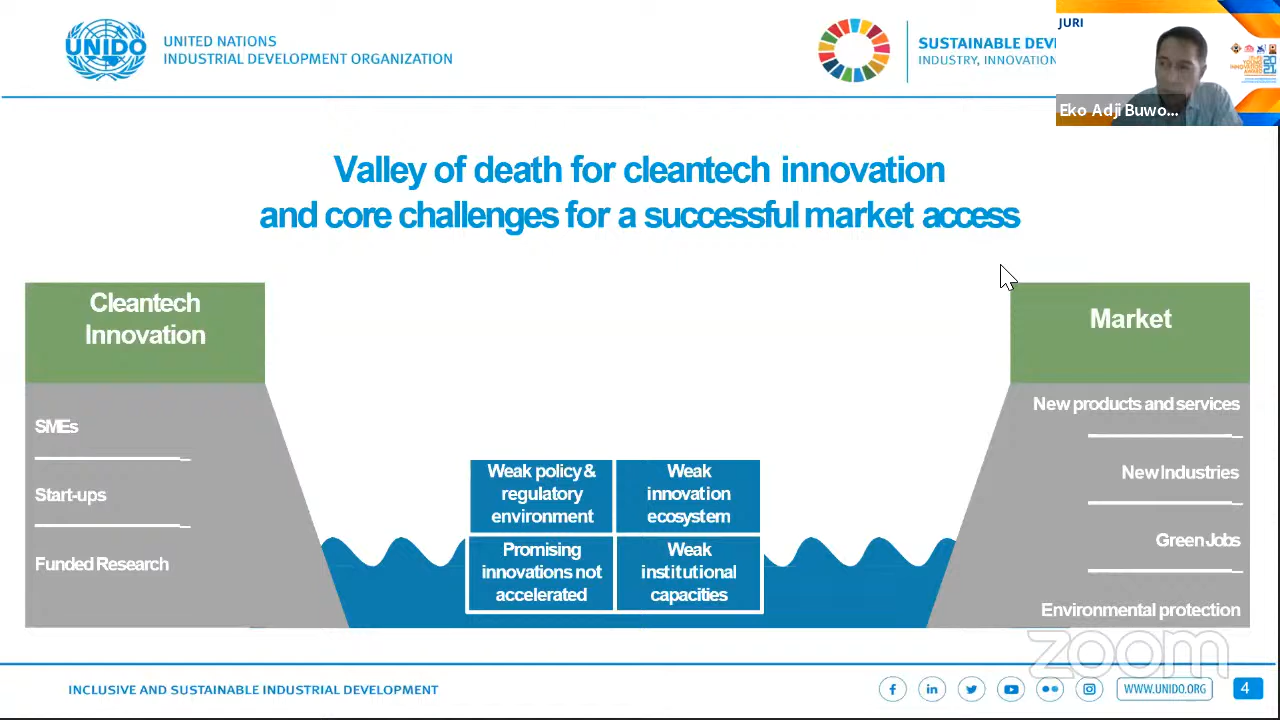 UNIDO
UNITED NATIONS
INDUSTRIAL DEVELOPMENT ORGANIZATION
SUSTAINABLE DEV
INDUSTRY, INNOVATION
JURI
Eko Adji Buwo...
Valley of death for cleantech innovation
and core challenges for a successful market access
Cleantech
Innovation
SMEs
Start-ups
Funded Research
Weak policy &
regulatory
environment
Weak
innovation
ecosystem
Promising
innovations not
accelerated
Weak
institutional
capacities
Market
New products and services
New Industries
Green Jobs
Environmental protection
zoom
INCLUSIVE AND SUSTAINABLE INDUSTRIAL DEVELOPMENT
WWW.UNIDO.ORG
4